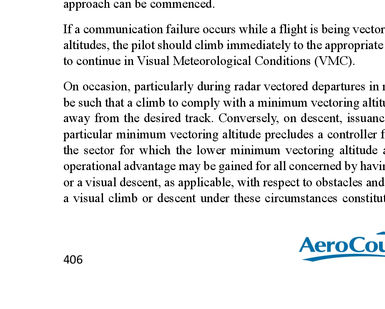 approach can be commenced.
If a communication failure occurs while a flight is being vector
altitudes, the pilot should climb immediately to the appropriate
to continue in Visual Meteorological Conditions (VMC).
On occasion, particularly during radar vectored departures in
be such that a climb to comply with a minimum vectoring altitu
away from the desired track. Conversely, on descent, issuanc
particular minimum vectoring altitude precludes a controller f
the sector for which the lower minimum vectoring altitude a
operational advantage may be gained for all concerned by havin
or a visual descent, as applicable, with respect to obstacles and
a visual climb or descent under these circumstances constitut
406
AeroCou